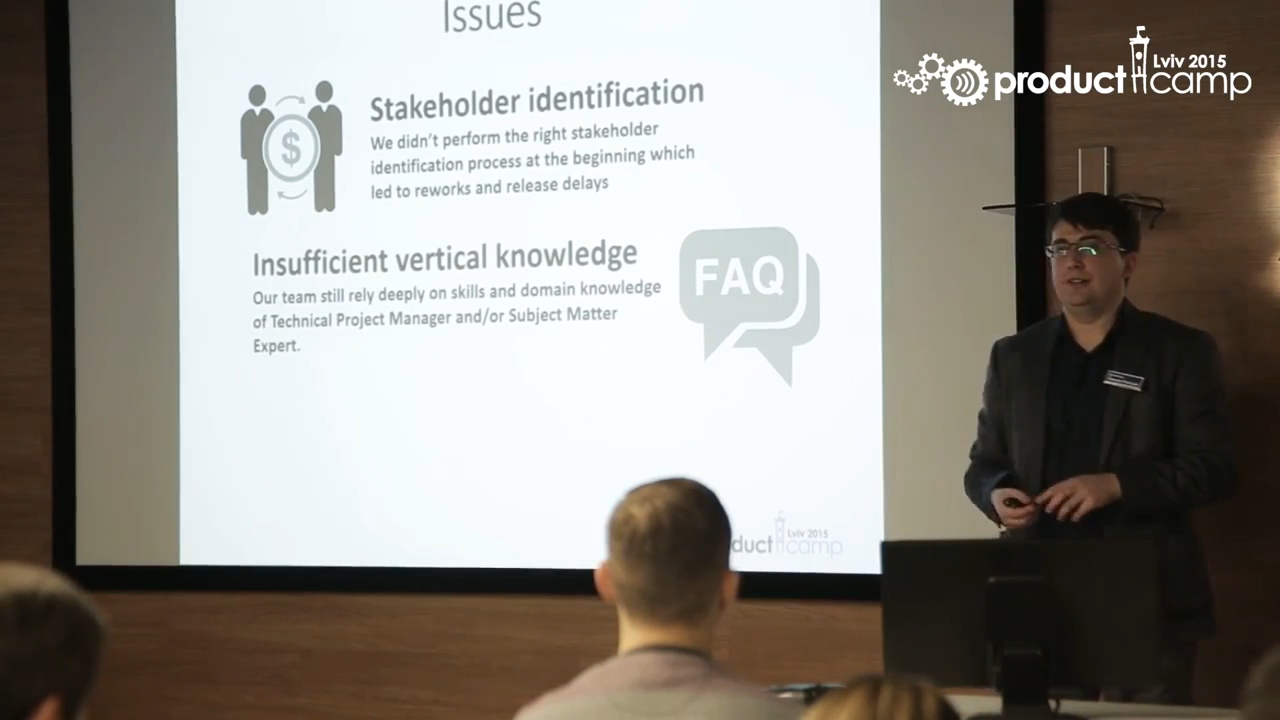 Issues
Lviv 2015
product camp
Stakeholder identification
We didn't perform the right stakeholder
identification process at the beginning which
led to reworks and release delays
$
Insufficient vertical knowledge
Our team still rely deeply on skills and domain knowledge
of Technical Project Manager and/or Subject Matter
Expert.
FAQ
Lviv 2015
duct camp